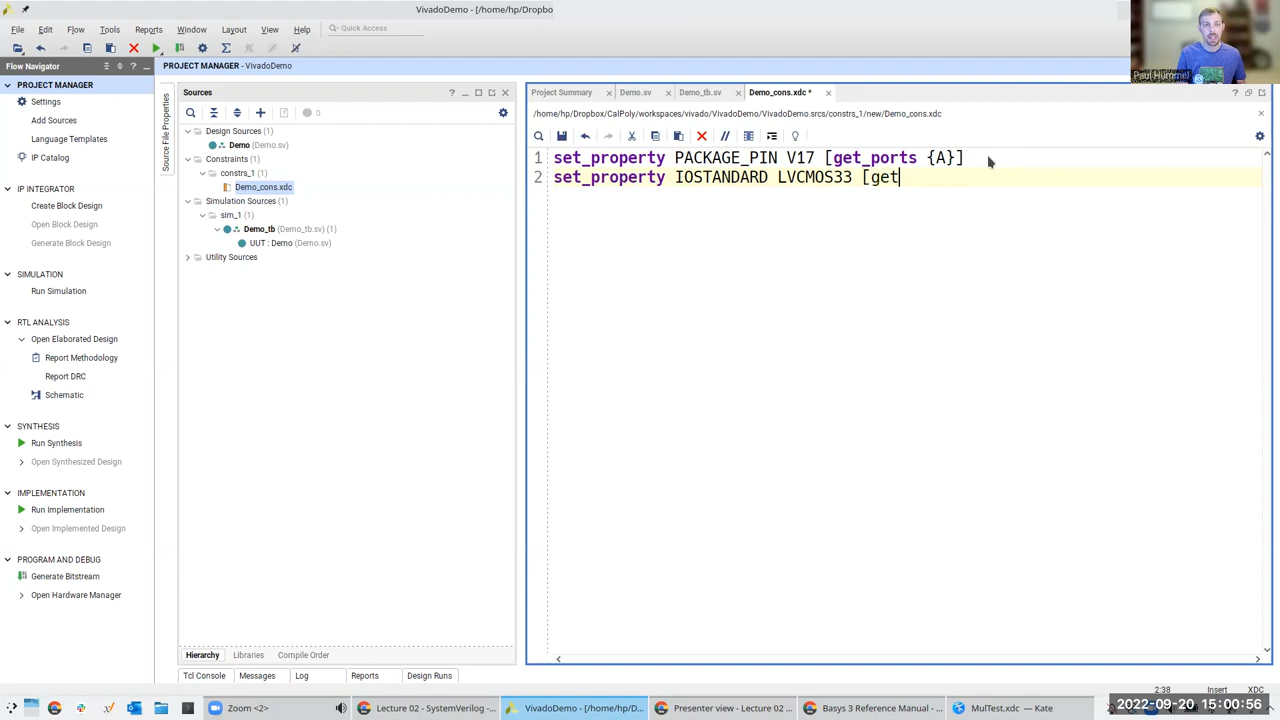 VivadoDemo - [/home/hp/Dropbo
File Edit Flow Tools Reports Window Layout View Help Quick Access
Flow Navigator
PROJECT MANAGER - VivadoDemo
PROJECT MANAGER
Settings
Add Sources
Language Templates
IP Catalog
IP INTEGRATOR
Create Block Design
Open Block Design
Generate Block Design
SIMULATION
Run Simulation
RTL ANALYSIS
Open Elaborated Design
Report Methodology
Report DRC
Schematic
SYNTHESIS
Run Synthesis
Open Synthesized Design
IMPLEMENTATION
Run Implementation
Open Implemented Design
PROGRAM AND DEBUG
Generate Bitstream
Open Hardware Manager
Source File Properties
Sources
0
Design Sources (1)
Demo (Demo.sv)
Constraints (1)
constrs_1 (1)
Demo_cons.xdc
Simulation Sources (1)
sim_1 (1)
Demo_tb (Demo_tb.sv) (1)
UUT : Demo (Demo.sv)
Utility Sources
Hierarchy Libraries Compile Order
Tcl Console Messages Log Reports Design Runs
Project Summary Demo.sv Demo_tb.sv Demo_cons.xdc *
/home/hp/Dropbox/CalPoly/workspaces/vivado/VivadoDemo/VivadoDemo.srcs/constrs_1/new/Demo_cons.xdc
1 set_property PACKAGE_PIN V17 [get_ports {A}]
2 set_property IOSTANDARD LVCMOS33 [get
Paul Hummel
2:38 Insert XDC
Zoom <2> Lecture 02 - SystemVerilog -... VivadoDemo - [/home/hp/D... Presenter view - Lecture 02 ... Basys 3 Reference Manual - ... MulTest.xdc — Kate
2022-09-20 15:00:56